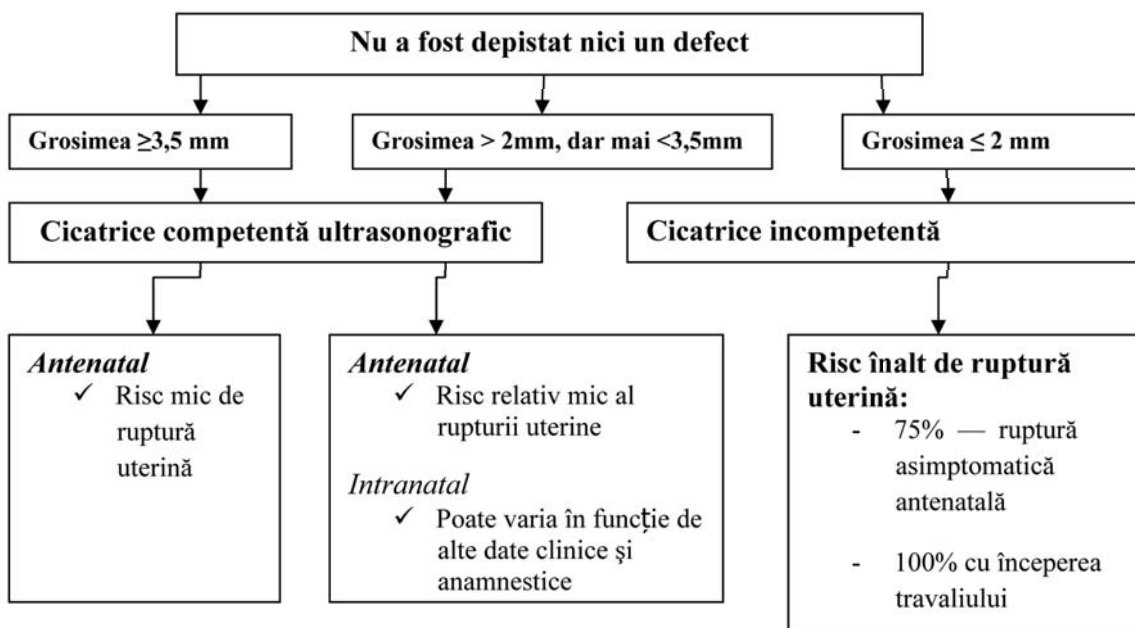 Nu a fost depistat nici un defect
Grosimea ≥3,5 mm
Grosimea > 2mm, dar mai <3,5mm
Grosimea ≤ 2 mm
Cicatrice competentă ultrasonografic
Cicatrice incompetentă
Antenatal
✓ Risc mic de
ruptură
uterină
Antenatal
✓ Risc relativ mic al
rupturii uterine
Intranatal
✓ Poate varia în funcţie de
alte date clinice şi
anamnestice
Risc înalt de ruptură
uterină:
- 75% — ruptură
asimptomatică
antenatală
- 100% cu începerea
travaliului